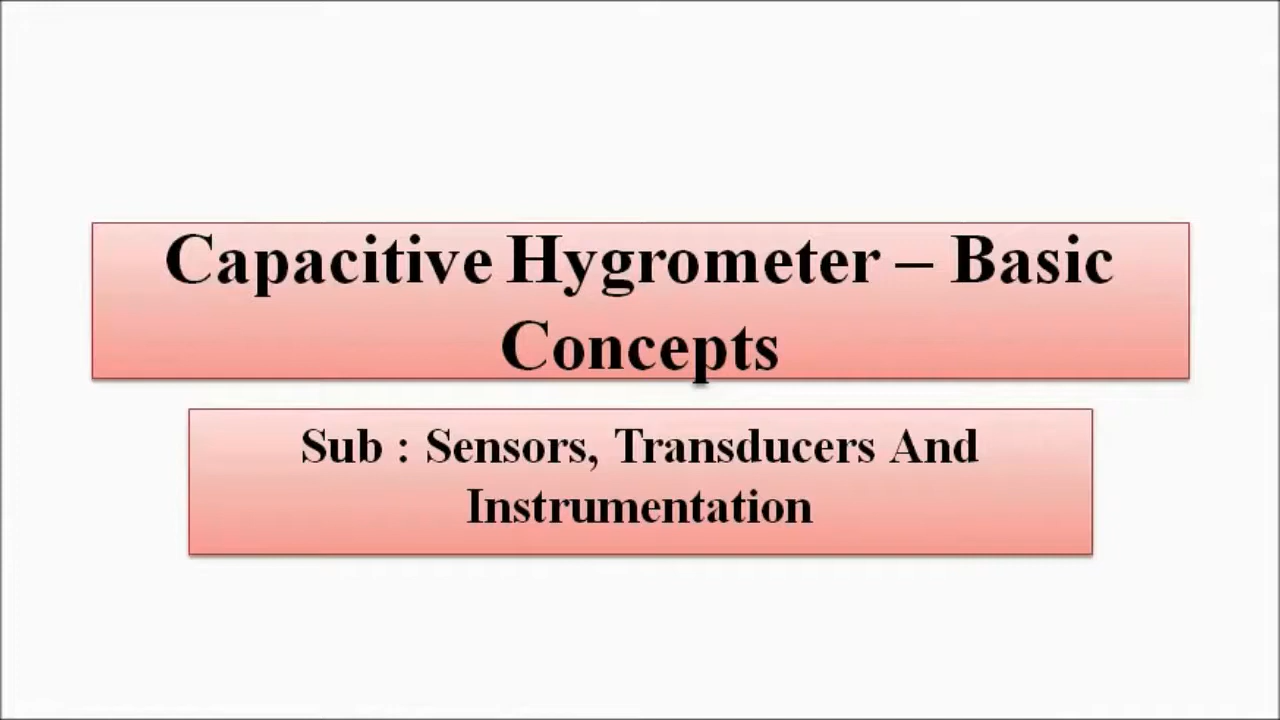 Capacitive Hygrometer – Basic
Concepts
Sub : Sensors, Transducers And
Instrumentation